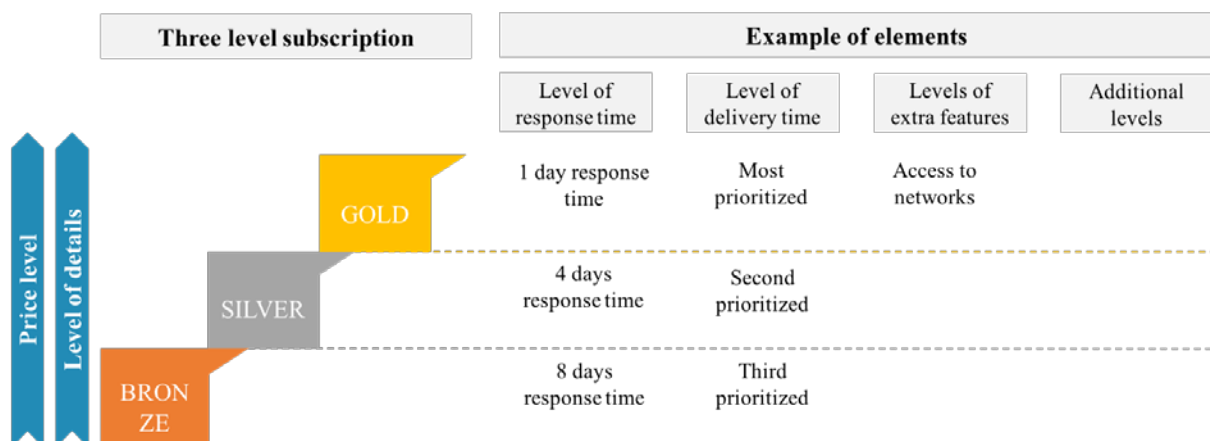 Three level subscription
Example of elements
Level of
response time
Level of
delivery time
Levels of
extra features
Additional
levels
Price level
Level of details
GOLD
1 day response
time
Most
prioritized
Access to
networks
SILVER
4 days
response time
Second
prioritized
BRON
ZE
8 days
response time
Third
prioritized